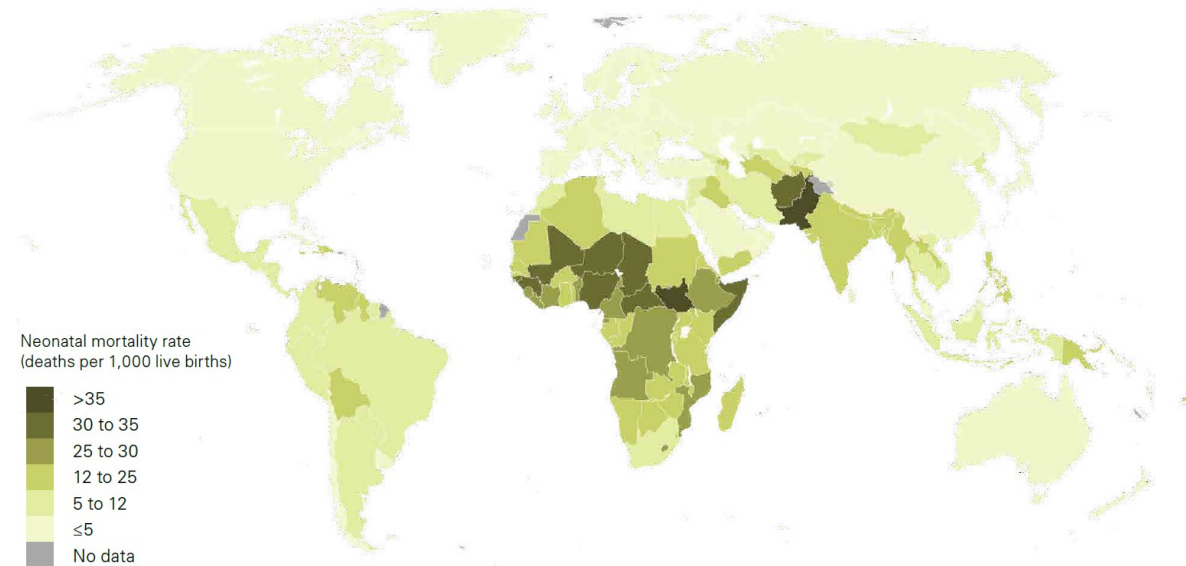 Neonatal mortality rate
(deaths per 1,000 live births)
>35
30 to 35
25 to 30
12 to 25
5 to 12
≤5
No data